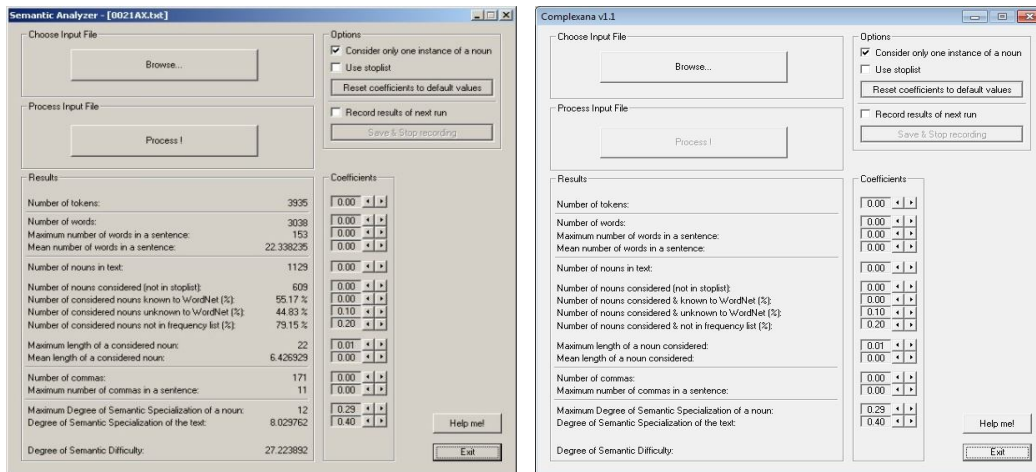 Semantic Analyzer - [0021AX.txt]
Choose Input File
Browse...
Process Input File
Process !
Options
Consider only one instance of a noun
Use stoplist
Reset coefficients to default values
Record results of next run
Save & Stop recording
Results
Coefficients
Number of tokens: 3935 0.00
Number of words: 3038 0.00
Maximum number of words in a sentence: 153 0.00
Mean number of words in a sentence: 22.338235 0.00
Number of nouns in text: 1129 0.00
Number of nouns considered (not in stoplist): 609 0.00
Number of considered nouns known to WordNet (%): 55.17 % 0.00
Number of considered nouns unknown to WordNet (%): 44.83 % 0.10
Number of considered nouns not in frequency list (%): 79.15 % 0.20
Maximum length of a considered noun: 22 0.01
Mean length of a considered noun: 6.426929 0.00
Number of commas: 171 0.00
Maximum number of commas in a sentence: 11 0.00
Maximum Degree of Semantic Specialization of a noun: 12 0.29
Degree of Semantic Specialization of the text: 8.029762 0.40
Degree of Semantic Difficulty: 27.223892
Help me!
Exit
Complexana v1.1
Choose Input File
Browse...
Process Input File
Process !
Options
Consider only one instance of a noun
Use stoplist
Reset coefficients to default values
Record results of next run
Save & Stop recording
Results
Coefficients
Number of tokens: 0.00
Number of words: 0.00
Maximum number of words in a sentence: 0.00
Mean number of words in a sentence: 0.00
Number of nouns in text: 0.00
Number of nouns considered (not in stoplist): 0.00
Number of nouns considered & known to WordNet (%): 0.00
Number of nouns considered & unknown to WordNet (%): 0.10
Number of nouns considered & not in frequency list (%): 0.20
Maximum length of a noun considered: 0.01
Mean length of a noun considered: 0.00
Number of commas: 0.00
Maximum number of commas in a sentence: 0.00
Maximum Degree of Semantic Specialization of a noun: 0.29
Degree of Semantic Specialization of the text: 0.40
Degree of Semantic Difficulty:
Help me!
Exit